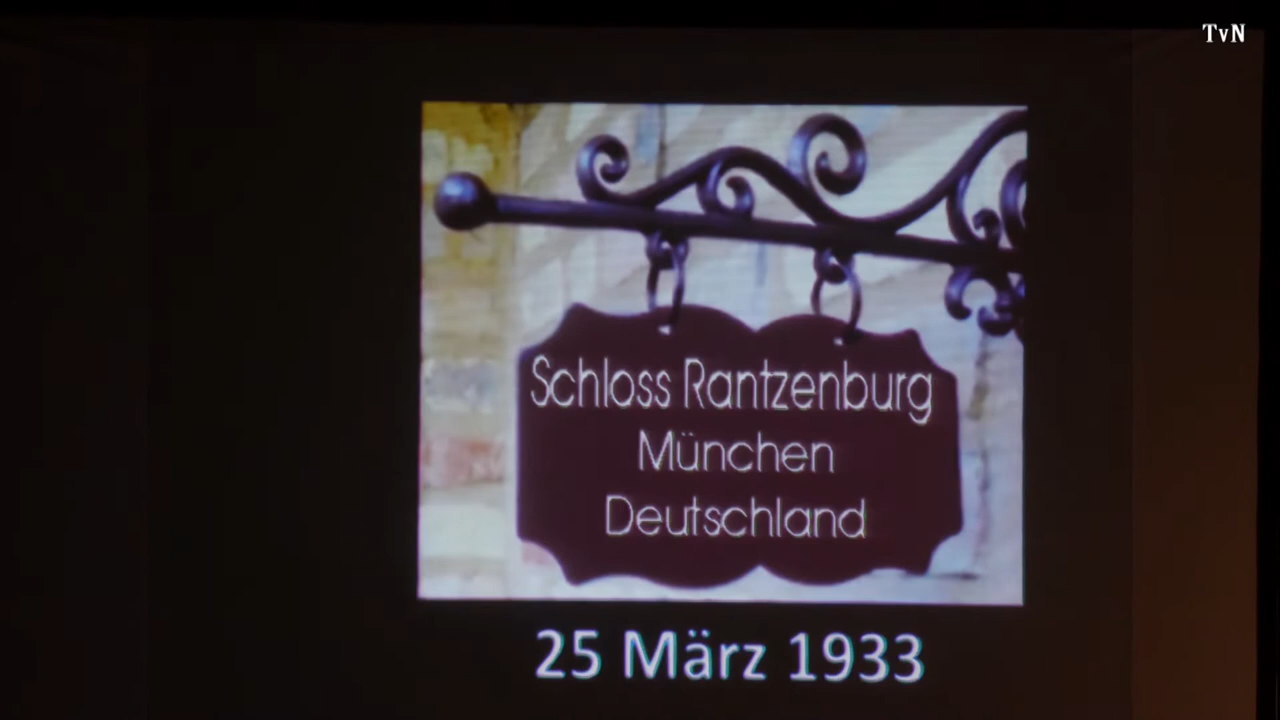 TvN
Schloss Rantzenburg
München
Deutschland
25 März 1933